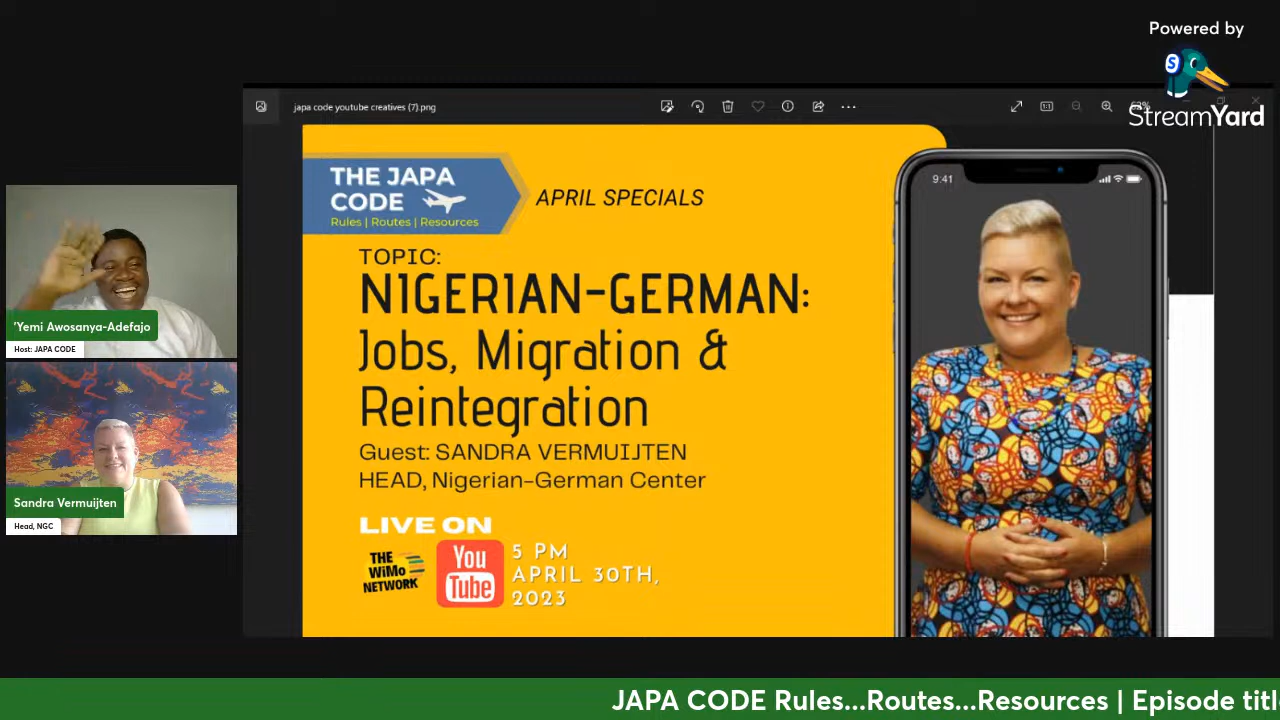 Powered by
StreamYard
japa code youtube creatives (7).png
THE JAPA
CODE
Rules | Routes | Resources
APRIL SPECIALS
9:41
TOPIC:
NIGERIAN-GERMAN:
Jobs, Migration &
Reintegration
Guest: SANDRA VERMUIJTEN
HEAD, Nigerian-German Center
LIVE ON
THE
WiMo
NETWORK
You
Tube
5 PM
APRIL 30TH,
2023
'Yemi Awosanya-Adefajo
Host: JAPA CODE
Sandra Vermuijten
Head, NGC
JAPA CODE Rules...Routes...Resources | Episode titl